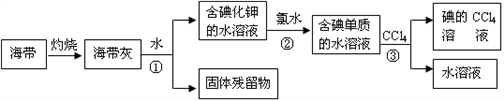 海带
灼烧
海带灰
水
①
含碘化钾
的水溶液
固体残留物
氯水
②
含碘单质
的水溶液
CCl₄
③
碘的CCl₄
溶 液
水溶液